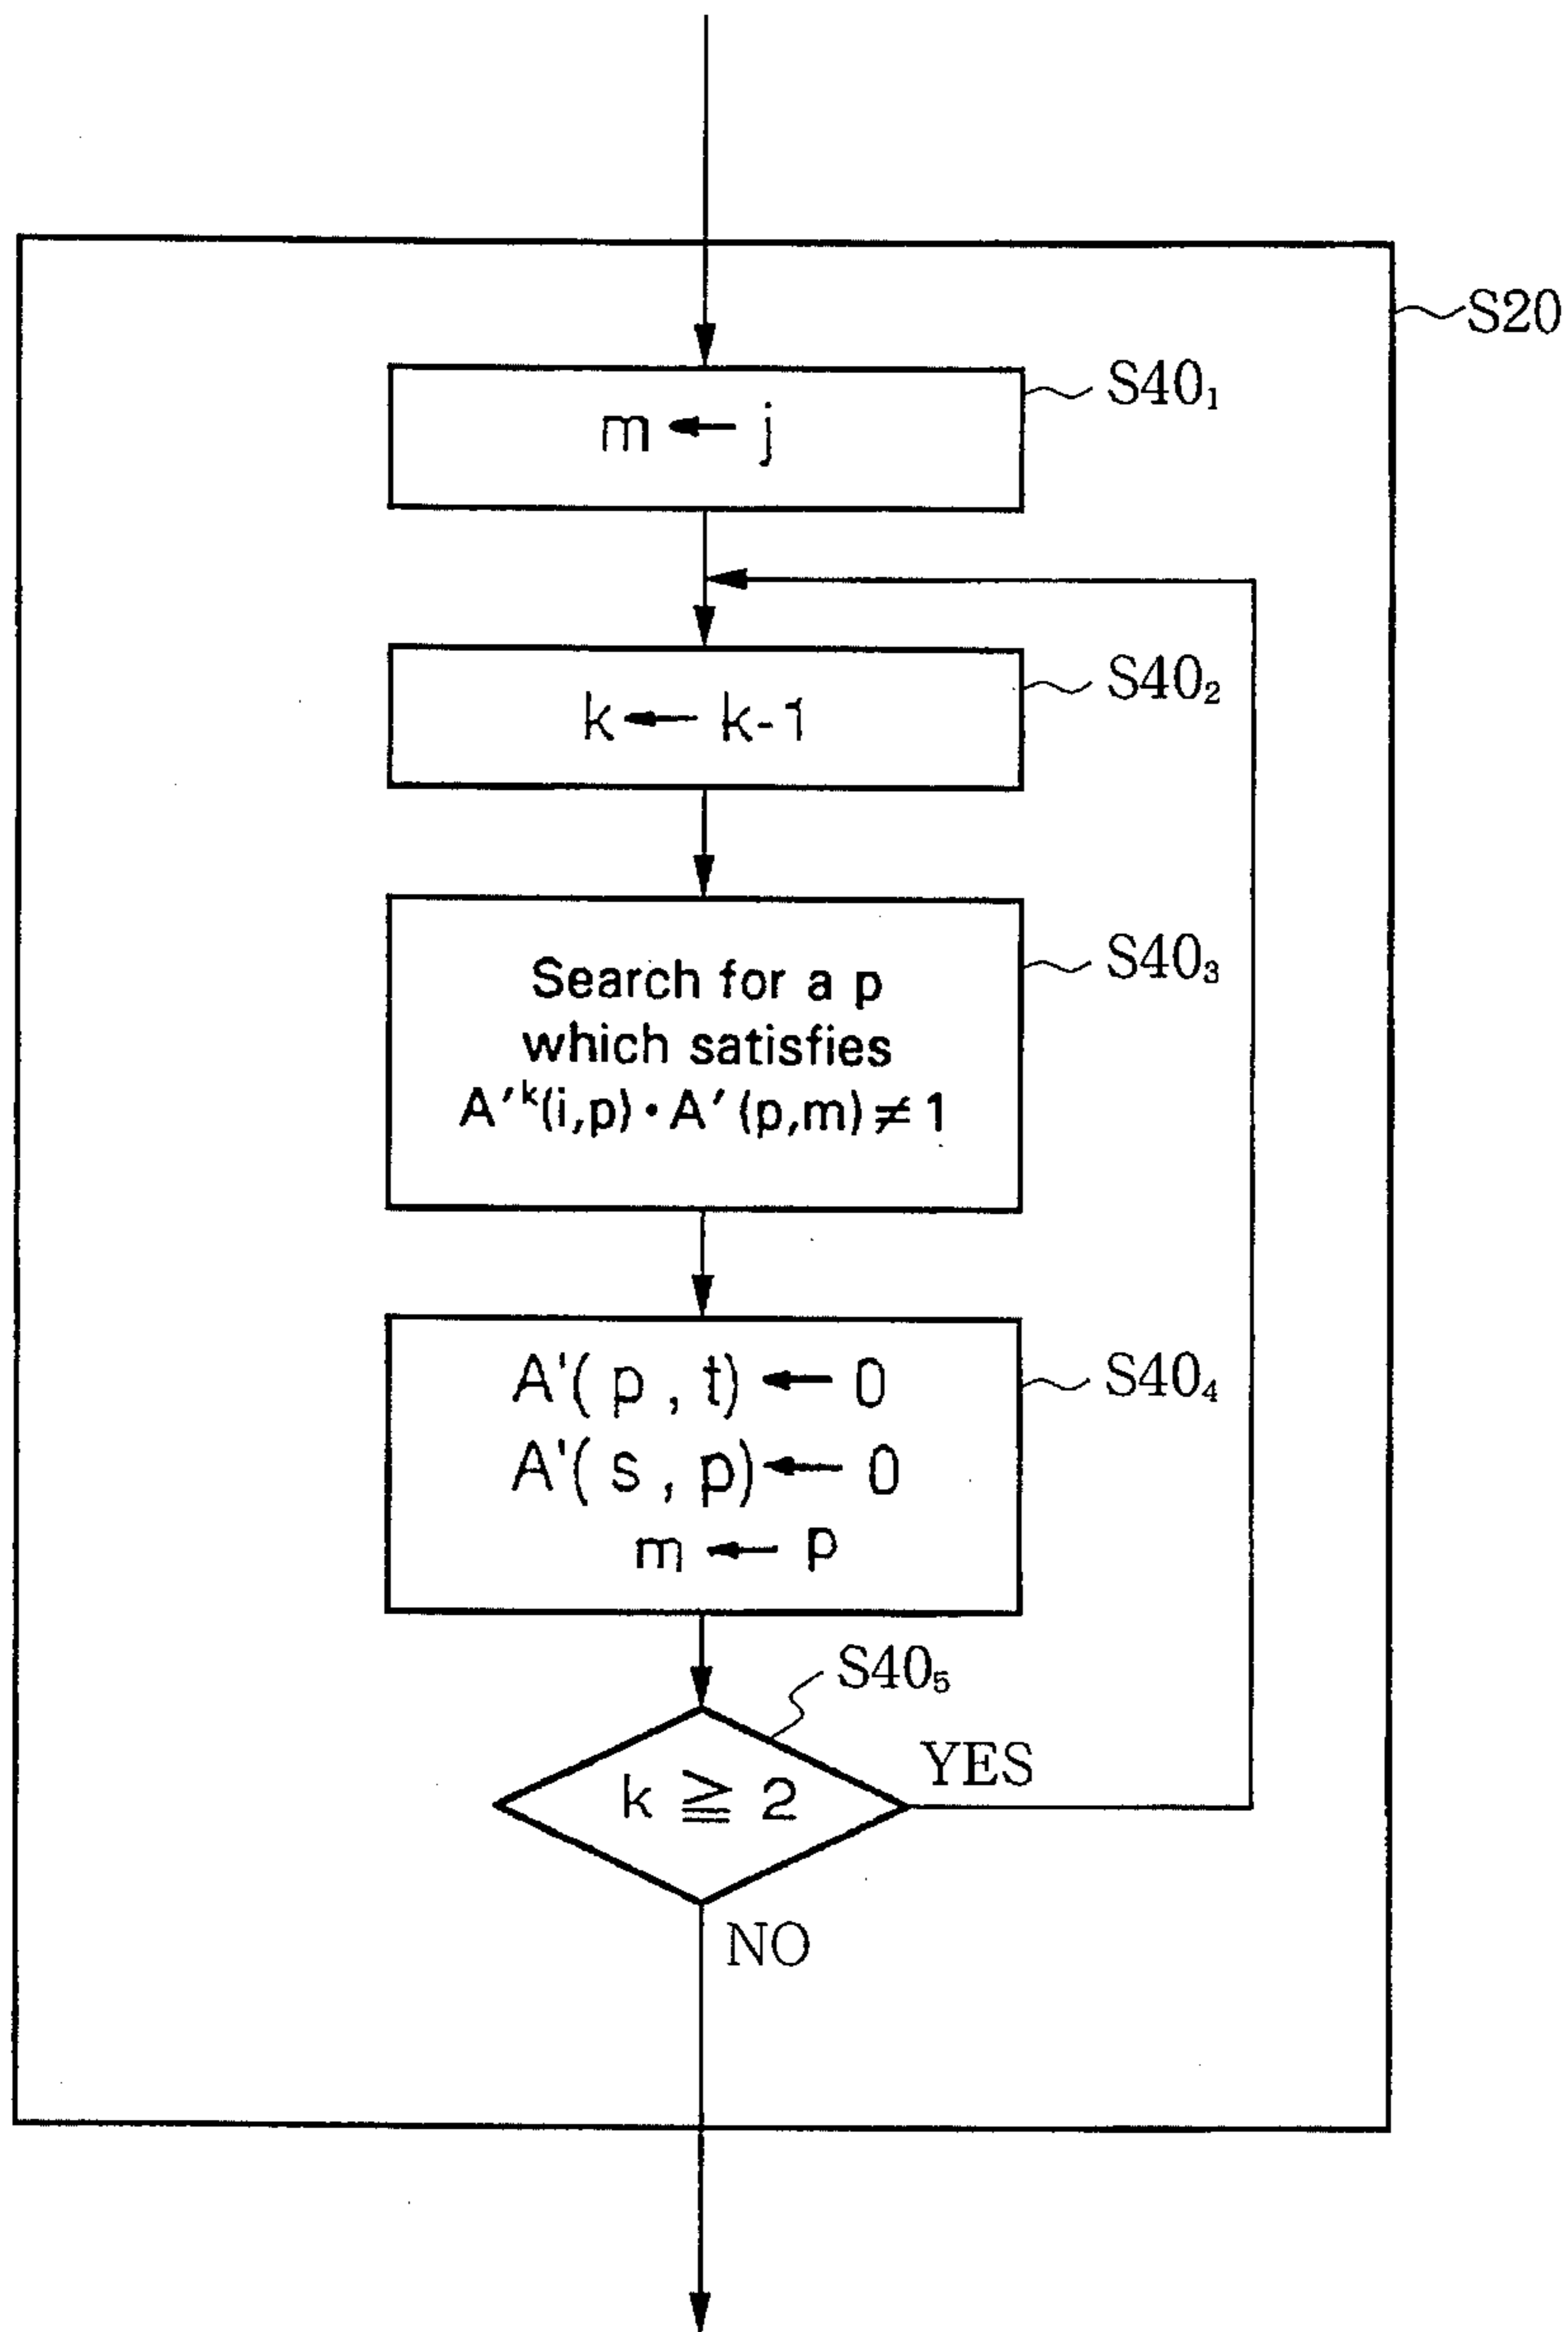 S20
S40₁
m ← j
S40₂
k ← k-1
S40₃
Search for a p
which satisfies
A'ᵏ(i,p)・A'(p,m) ≠ 1
S40₄
A'( p , t) ← 0
A'( s , p) ← 0
m ← p
S40₅
k ≧ 2
YES
NO